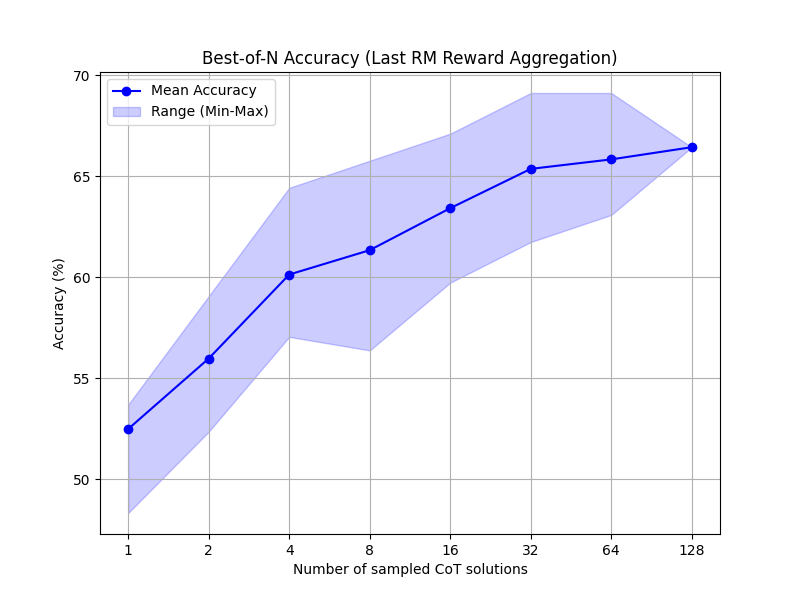 Best-of-N Accuracy (Last RM Reward Aggregation)
Mean Accuracy
Range (Min-Max)
Accuracy (%)
70
65
60
55
50
1 2 4 8 16 32 64 128
Number of sampled CoT solutions